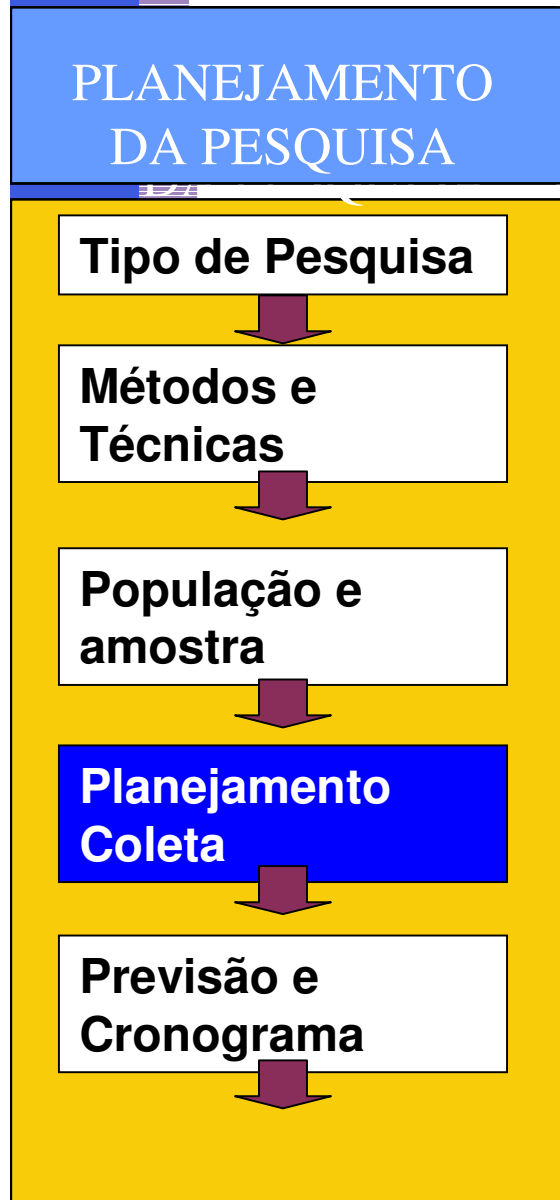 PLANEJAMENTO
DA PESQUISA
Tipo de Pesquisa
Métodos e
Técnicas
População e
amostra
Planejamento
Coleta
Previsão e
Cronograma